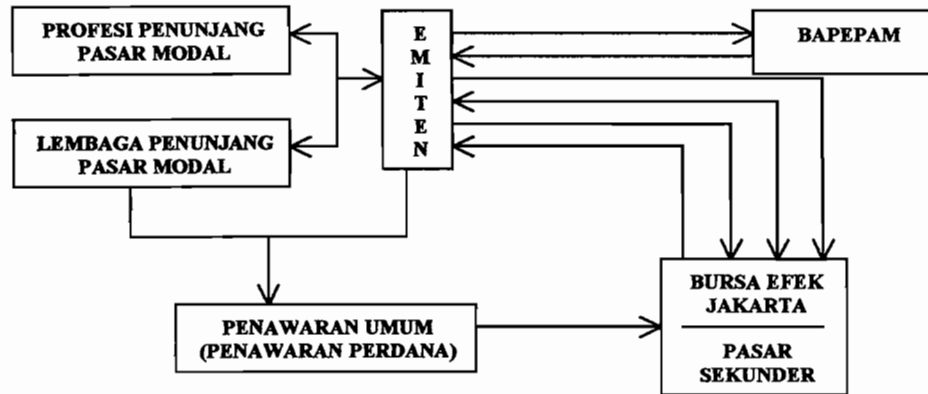 PROFESI PENUNJANG
PASAR MODAL
LEMBAGA PENUNJANG
PASAR MODAL
E
M
I
T
E
N
BAPEPAM
PENAWARAN UMUM
(PENAWARAN PERDANA)
BURSA EFEK
JAKARTA
PASAR
SEKUNDER